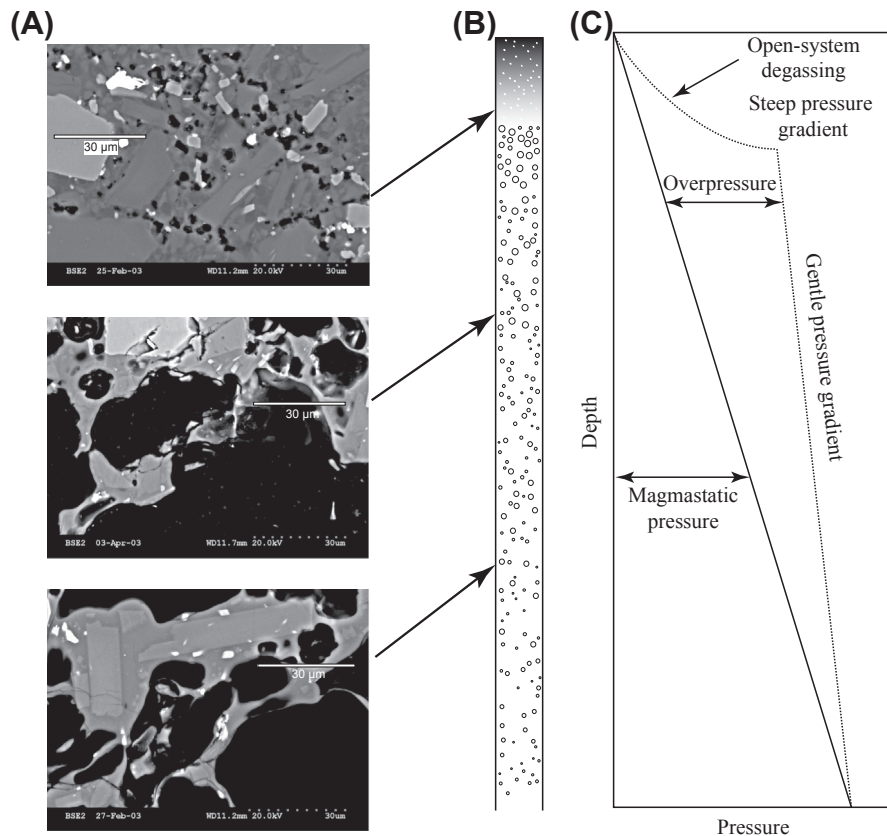 (A)
30 µm
BSE2 25-Feb-03 WD11.2mm 20.0kV 30um
30 µm
BSE2 03-Apr-03 WD11.7mm 20.0kV 30um
30 µm
BSE2 27-Feb-03 WD11.2mm 20.0kV 30um
(B)
(C)
Open-system
degassing
Steep pressure
gradient
Overpressure
Gentle pressure gradient
Depth
Magmastatic
pressure
Pressure